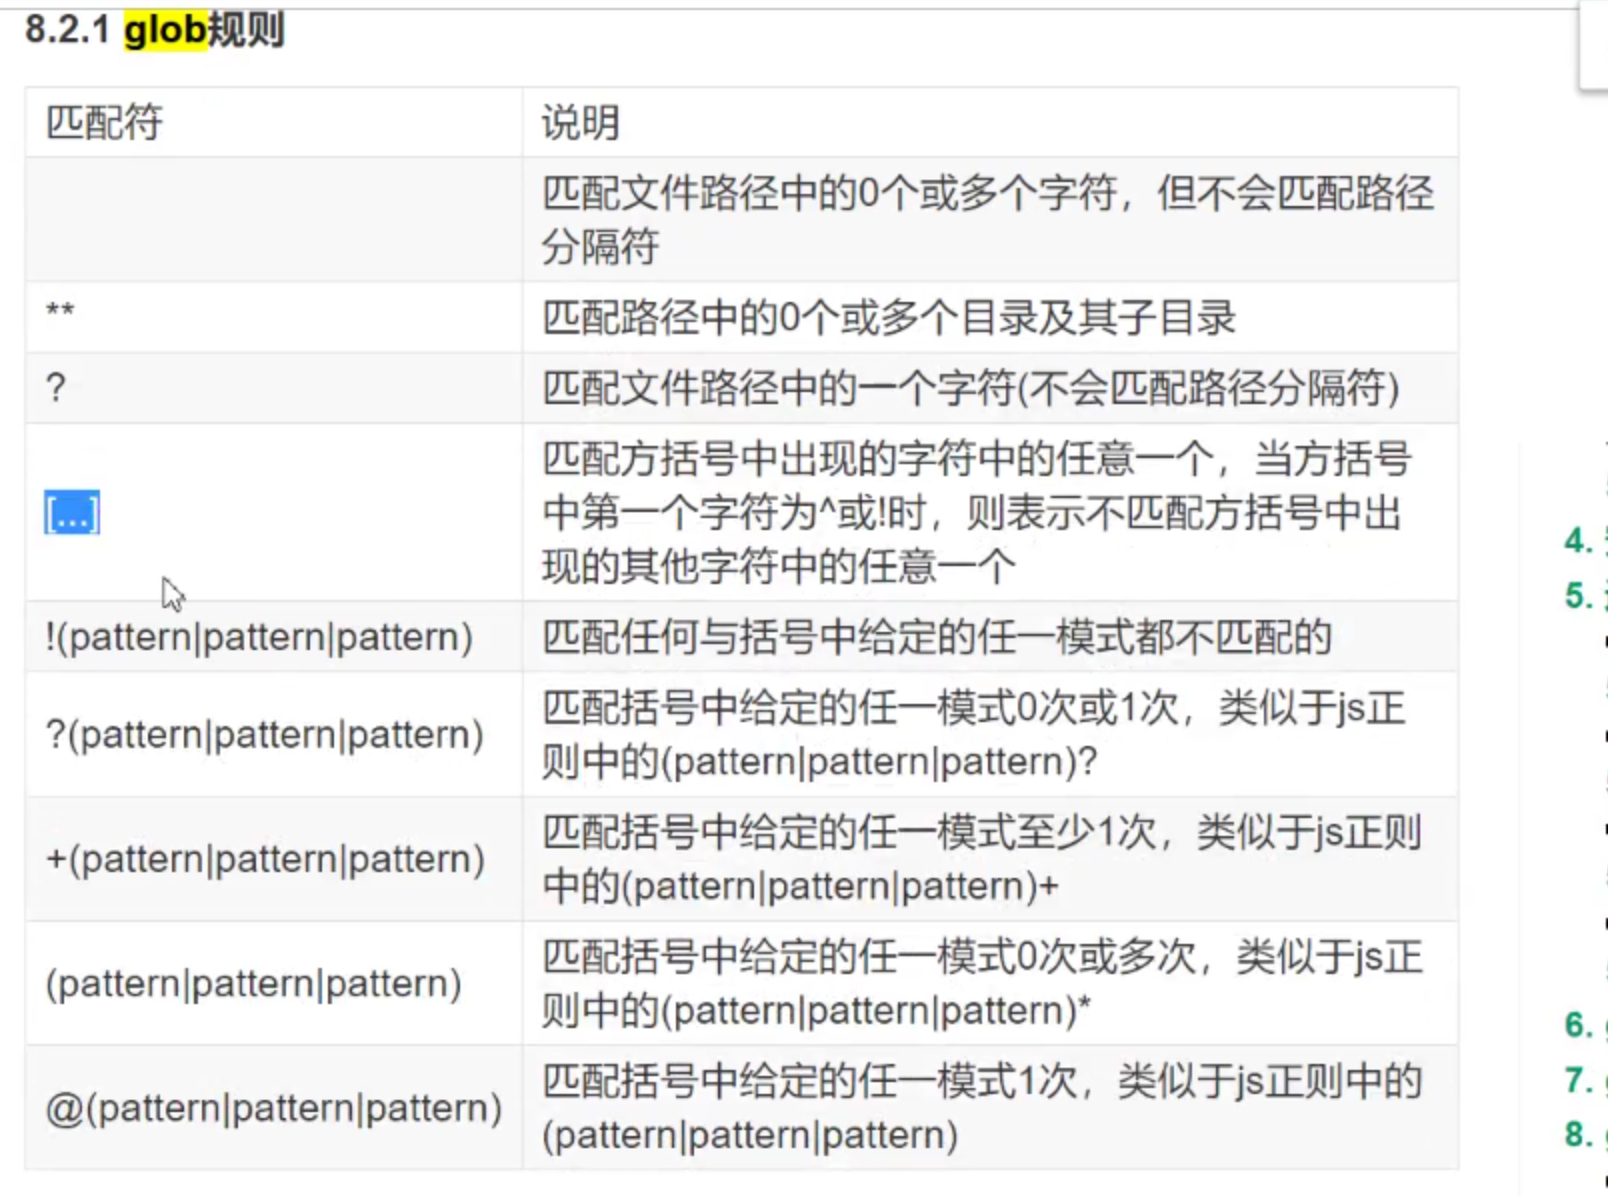 8.2.1 glob规则
匹配符
说明
匹配文件路径中的0个或多个字符，但不会匹配路径
分隔符
**
匹配路径中的0个或多个目录及其子目录
?
匹配文件路径中的一个字符(不会匹配路径分隔符)
[...]
匹配方括号中出现的字符中的任意一个，当方括号
中第一个字符为^或!时，则表示不匹配方括号中出
现的其他字符中的任意一个
!(pattern|pattern|pattern)
匹配任何与括号中给定的任一模式都不匹配的
?(pattern|pattern|pattern)
匹配括号中给定的任一模式0次或1次，类似于js正
则中的(pattern|pattern|pattern)?
+(pattern|pattern|pattern)
匹配括号中给定的任一模式至少1次，类似于js正则
中的(pattern|pattern|pattern)+
(pattern|pattern|pattern)
匹配括号中给定的任一模式0次或多次，类似于js正
则中的(pattern|pattern|pattern)*
@(pattern|pattern|pattern)
匹配括号中给定的任一模式1次，类似于js正则中的
(pattern|pattern|pattern)
4.
5.
6.
7.
8.